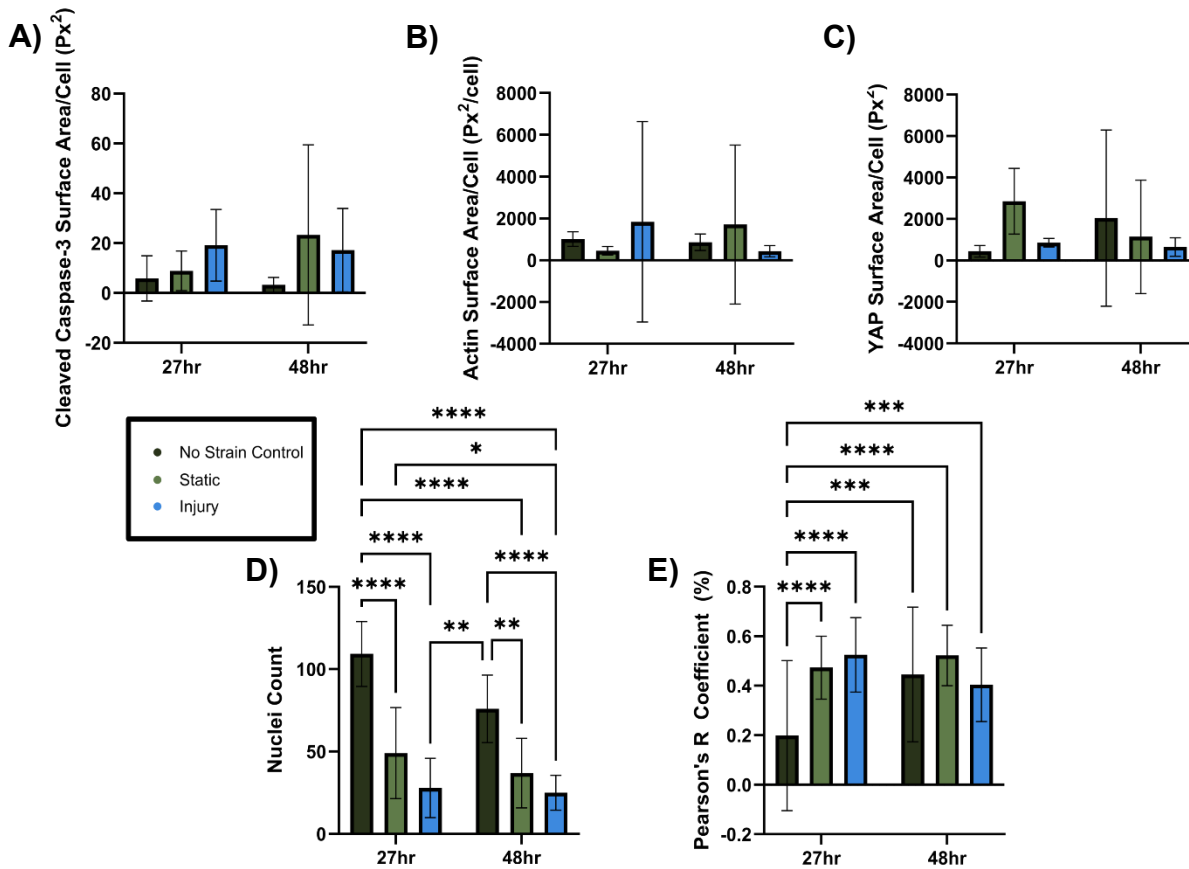 A)
Cleaved Caspase-3 Surface Area/Cell (Px²)
80
60
40
20
0
-20
27hr
48hr
B)
Actin Surface Area/Cell (Px²/cell)
8000
6000
4000
2000
0
-2000
-4000
27hr
48hr
C)
YAP Surface Area/Cell (Px²)
8000
6000
4000
2000
0
-2000
-4000
27hr
48hr
No Strain Control
Static
Injury
D)
Nuclei Count
150
100
50
0
****
*
****
****
****
****
**
**
27hr
48hr
E)
Pearson's R Coefficient (%)
0.8
0.6
0.4
0.2
0.0
-0.2
***
****
***
****
****
27hr
48hr